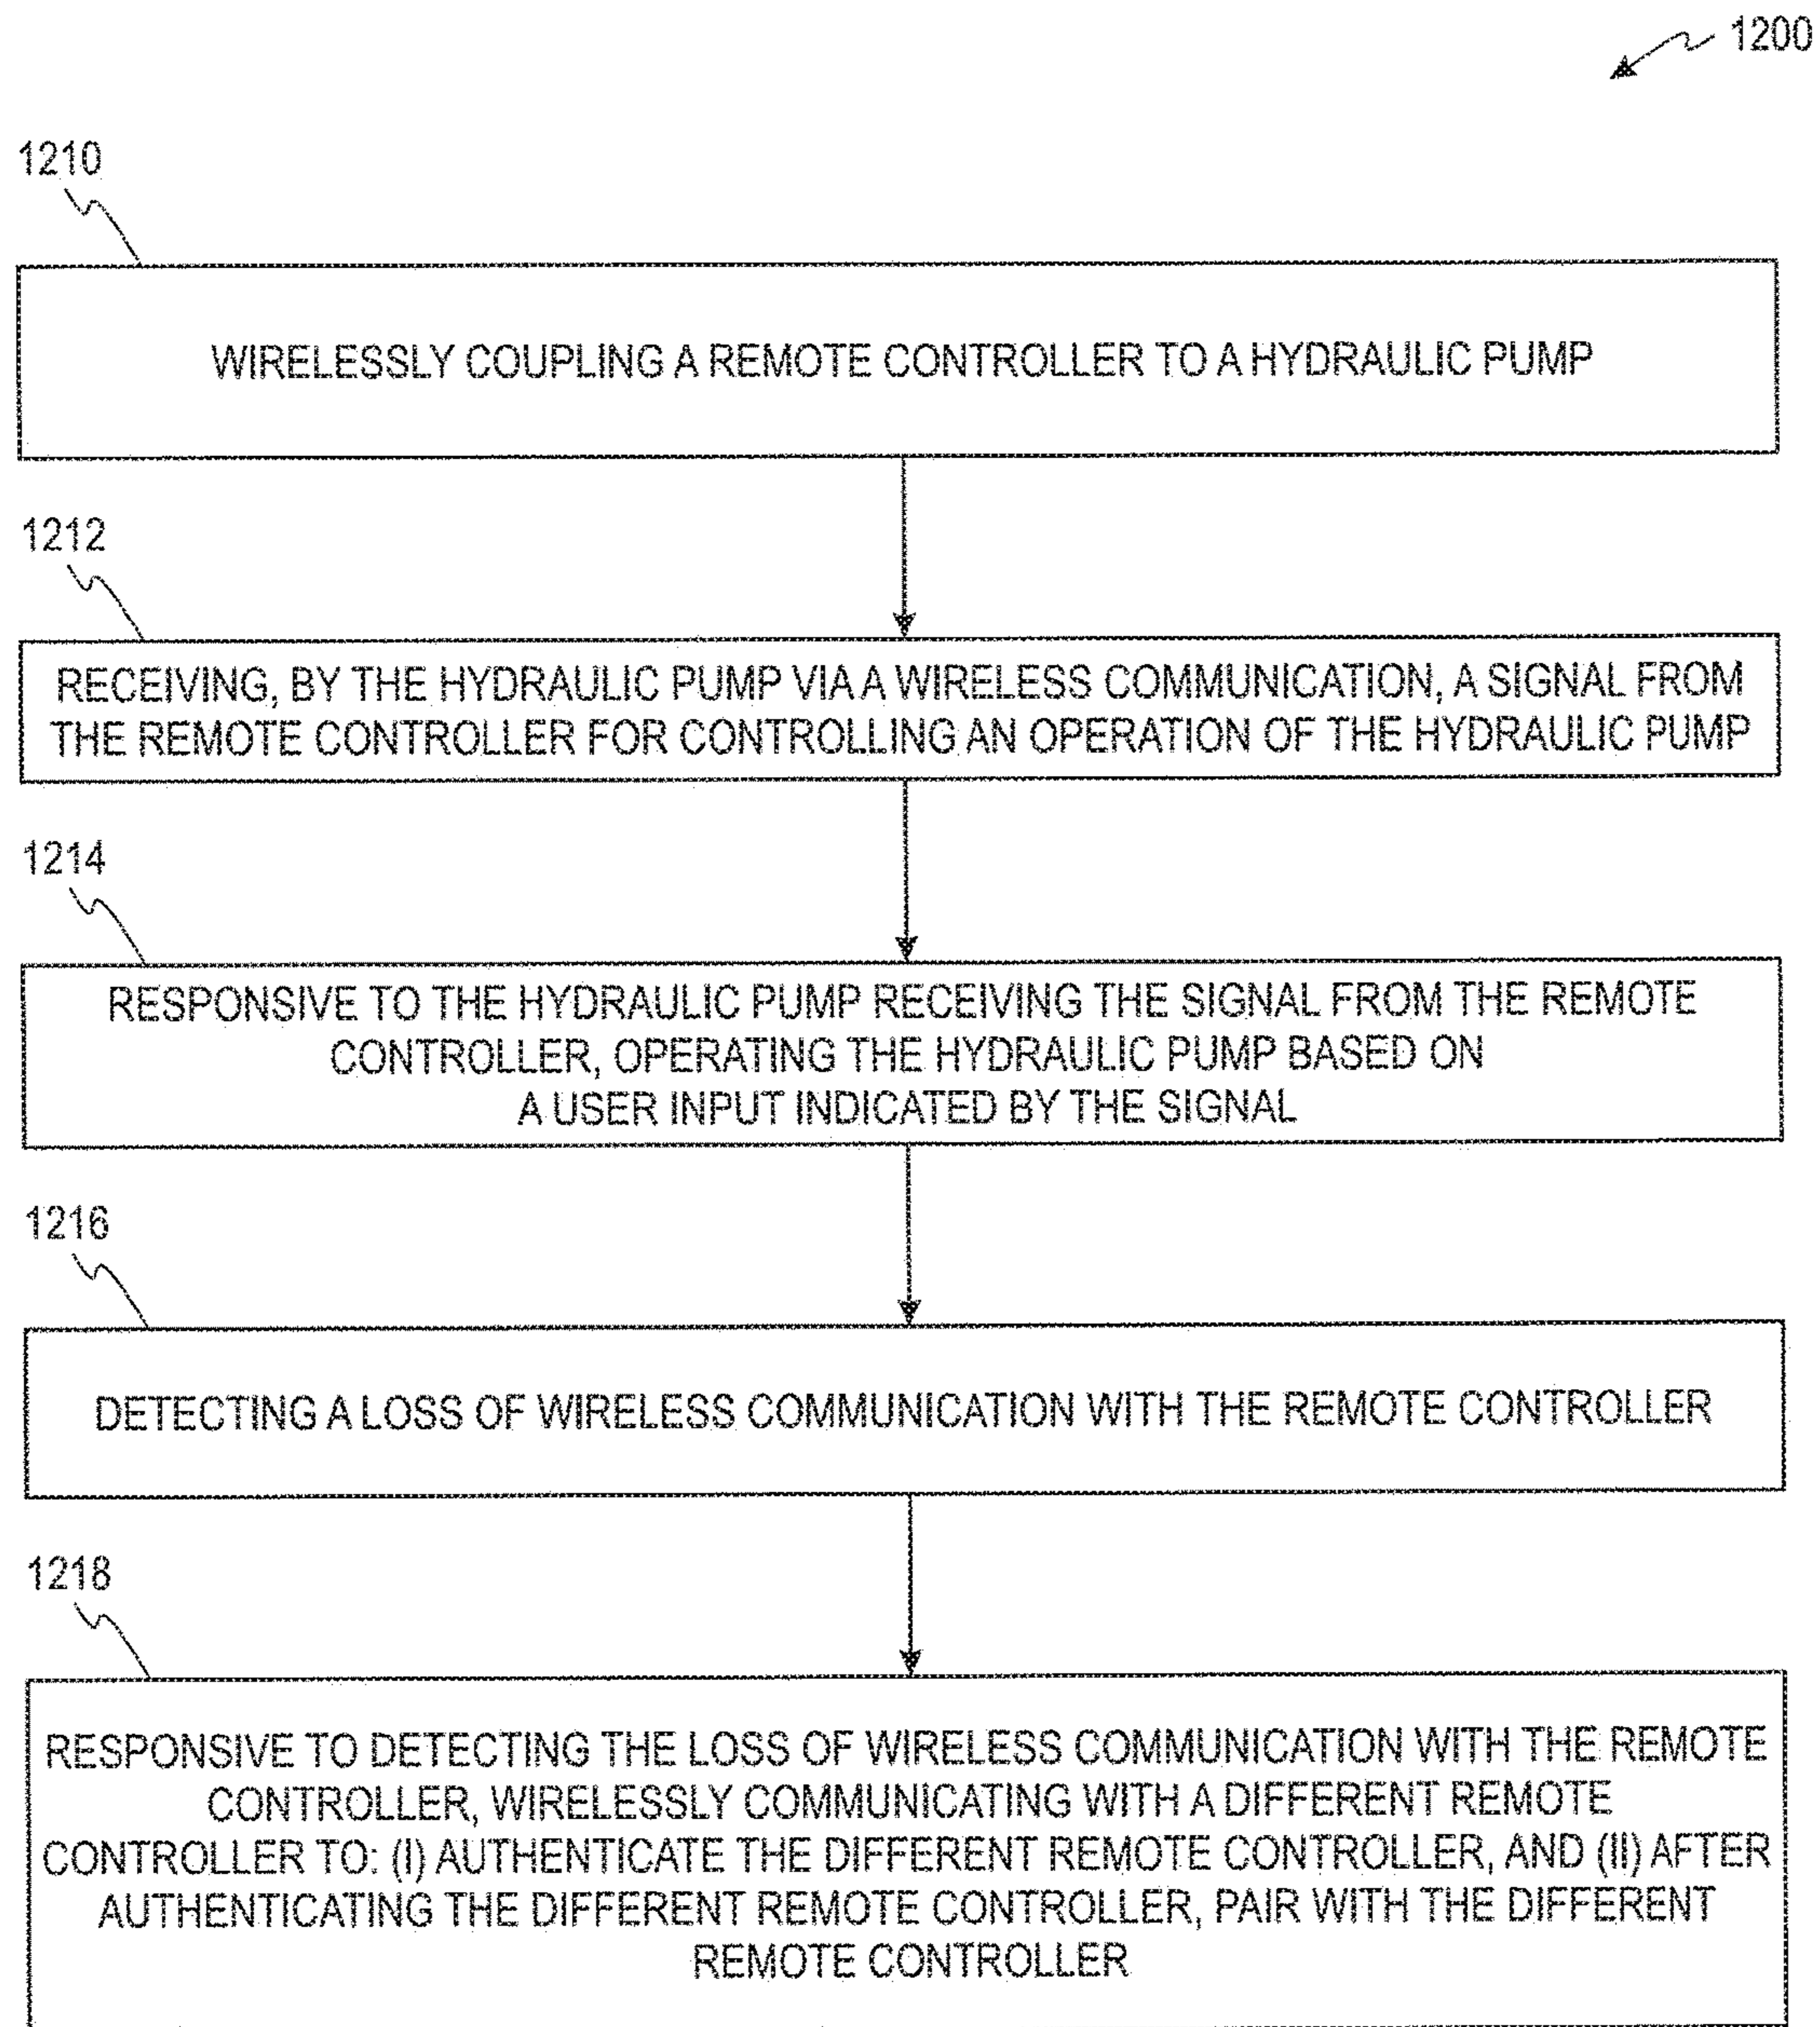 1200
1210
WIRELESSLY COUPLING A REMOTE CONTROLLER TO A HYDRAULIC PUMP
1212
RECEIVING, BY THE HYDRAULIC PUMP VIA A WIRELESS COMMUNICATION, A SIGNAL FROM
THE REMOTE CONTROLLER FOR CONTROLLING AN OPERATION OF THE HYDRAULIC PUMP
1214
RESPONSIVE TO THE HYDRAULIC PUMP RECEIVING THE SIGNAL FROM THE REMOTE
CONTROLLER, OPERATING THE HYDRAULIC PUMP BASED ON
A USER INPUT INDICATED BY THE SIGNAL
1216
DETECTING A LOSS OF WIRELESS COMMUNICATION WITH THE REMOTE CONTROLLER
1218
RESPONSIVE TO DETECTING THE LOSS OF WIRELESS COMMUNICATION WITH THE REMOTE
CONTROLLER, WIRELESSLY COMMUNICATING WITH A DIFFERENT REMOTE
CONTROLLER TO: (I) AUTHENTICATE THE DIFFERENT REMOTE CONTROLLER, AND (II) AFTER
AUTHENTICATING THE DIFFERENT REMOTE CONTROLLER, PAIR WITH THE DIFFERENT
REMOTE CONTROLLER